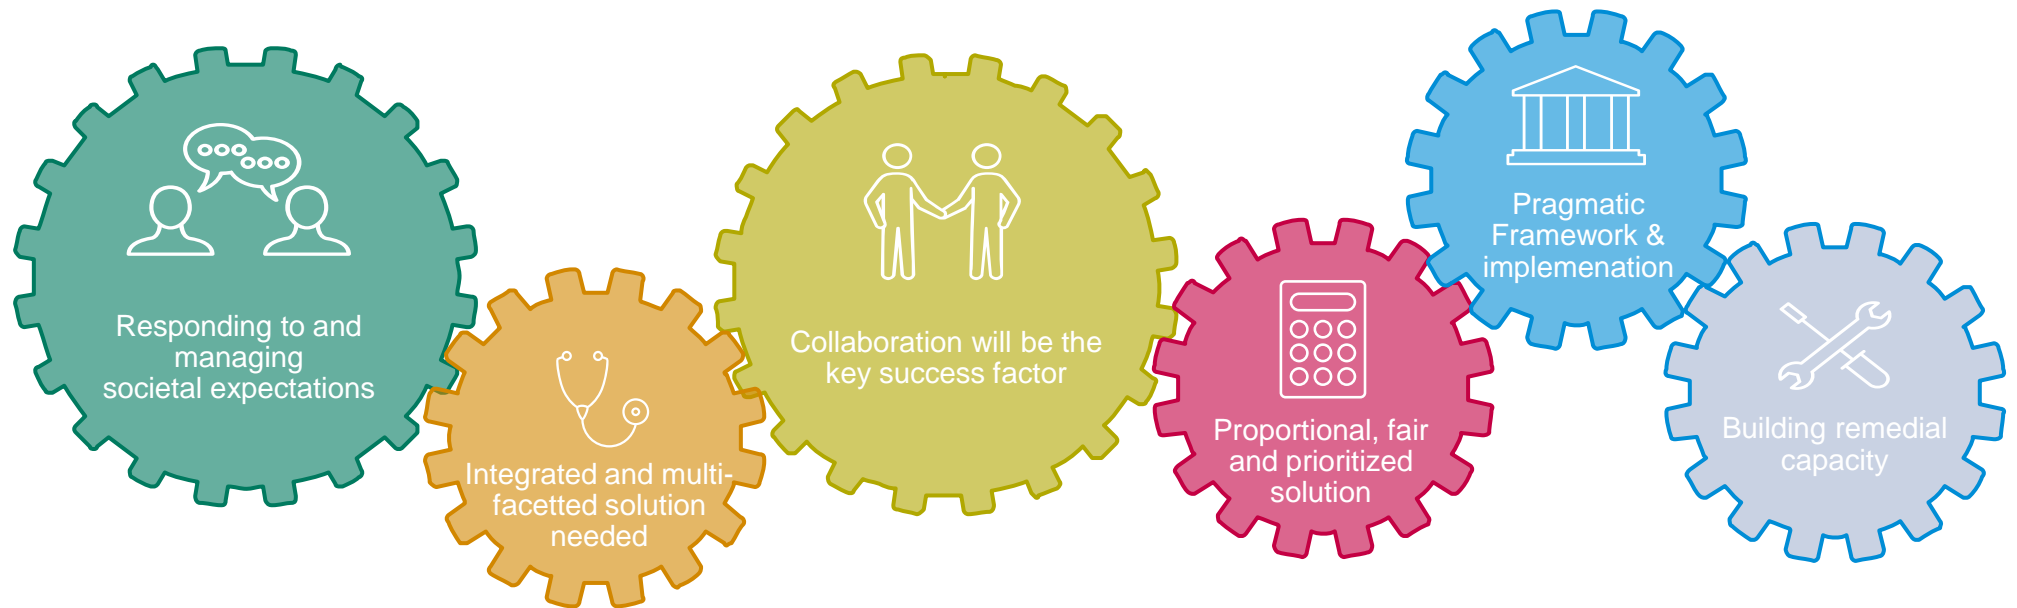 Responding to and
managing
societal expectations
Integrated and multi-
facetted solution
needed
Collaboration will be the
key success factor
Proportional, fair
and prioritized
solution
Pragmatic
Framework &
implemenation
Building remedial
capacity